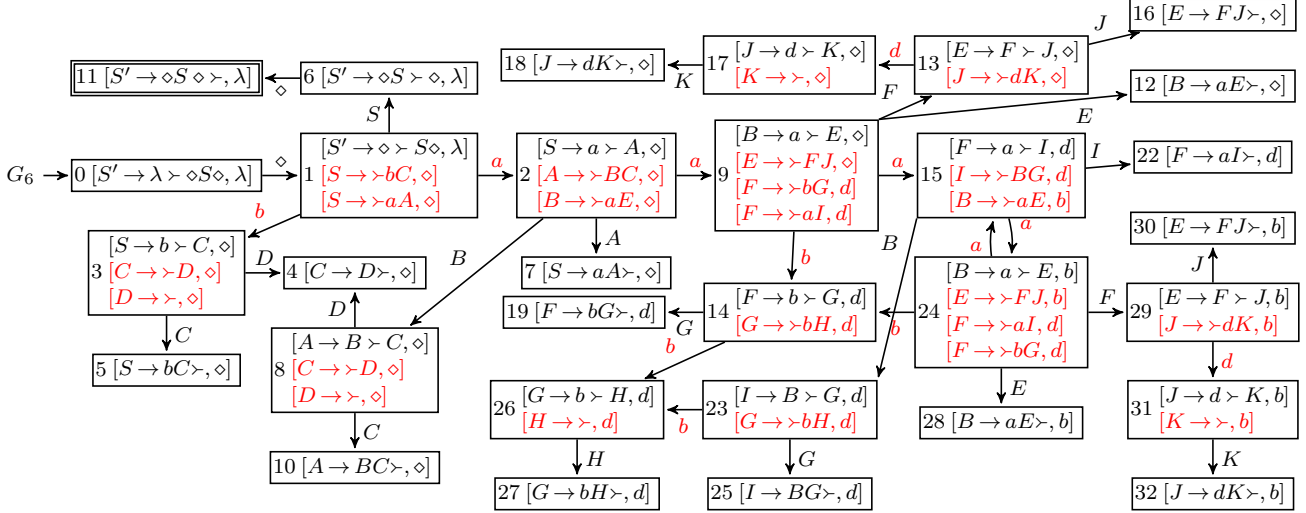 G₆
0 [S′ → λ ≻ ⋄S⋄, λ]
⋄
1
[S′ → ⋄ ≻ S⋄, λ]
[S → ≻bC, ⋄]
[S → ≻aA, ⋄]
S
6 [S′ → ⋄S ≻ ⋄, λ]
⋄
11 [S′ → ⋄S ⋄ ≻, λ]
a
2
[S → a ≻ A, ⋄]
[A → ≻BC, ⋄]
[B → ≻aE, ⋄]
b
3
[S → b ≻ C, ⋄]
[C → ≻D, ⋄]
[D → ≻, ⋄]
D
4 [C → D≻, ⋄]
C
5 [S → bC≻, ⋄]
A
7 [S → aA≻, ⋄]
B
8
[A → B ≻ C, ⋄]
[C → ≻D, ⋄]
[D → ≻, ⋄]
D
C
10 [A → BC≻, ⋄]
a
9
[B → a ≻ E, ⋄]
[E → ≻FJ, ⋄]
[F → ≻bG, d]
[F → ≻aI, d]
E
12 [B → aE≻, ⋄]
F
13
[E → F ≻ J, ⋄]
[J → ≻dK, ⋄]
J
16 [E → FJ≻, ⋄]
d
17
[J → d ≻ K, ⋄]
[K → ≻, ⋄]
K
18 [J → dK≻, ⋄]
b
14
[F → b ≻ G, d]
[G → ≻bH, d]
G
19 [F → bG≻, d]
b
a
15
[F → a ≻ I, d]
[I → ≻BG, d]
[B → ≻aE, b]
I
22 [F → aI≻, d]
B
23
[I → B ≻ G, d]
[G → ≻bH, d]
b
G
25 [I → BG≻, d]
26
[G → b ≻ H, d]
[H → ≻, d]
H
27 [G → bH≻, d]
a
a
24
[B → a ≻ E, b]
[E → ≻FJ, b]
[F → ≻aI, d]
[F → ≻bG, d]
b
E
28 [B → aE≻, b]
F
29
[E → F ≻ J, b]
[J → ≻dK, b]
J
30 [E → FJ≻, b]
d
31
[J → d ≻ K, b]
[K → ≻, b]
K
32 [J → dK≻, b]